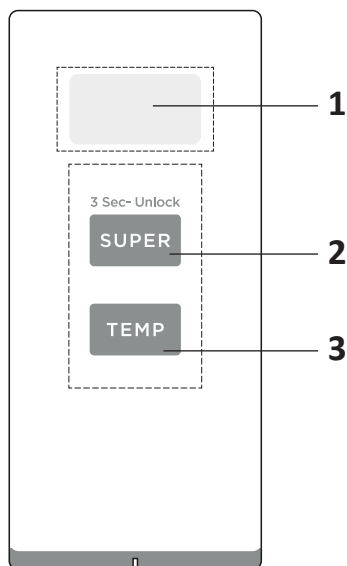 1
3 Sec- Unlock
SUPER
2
TEMP
3